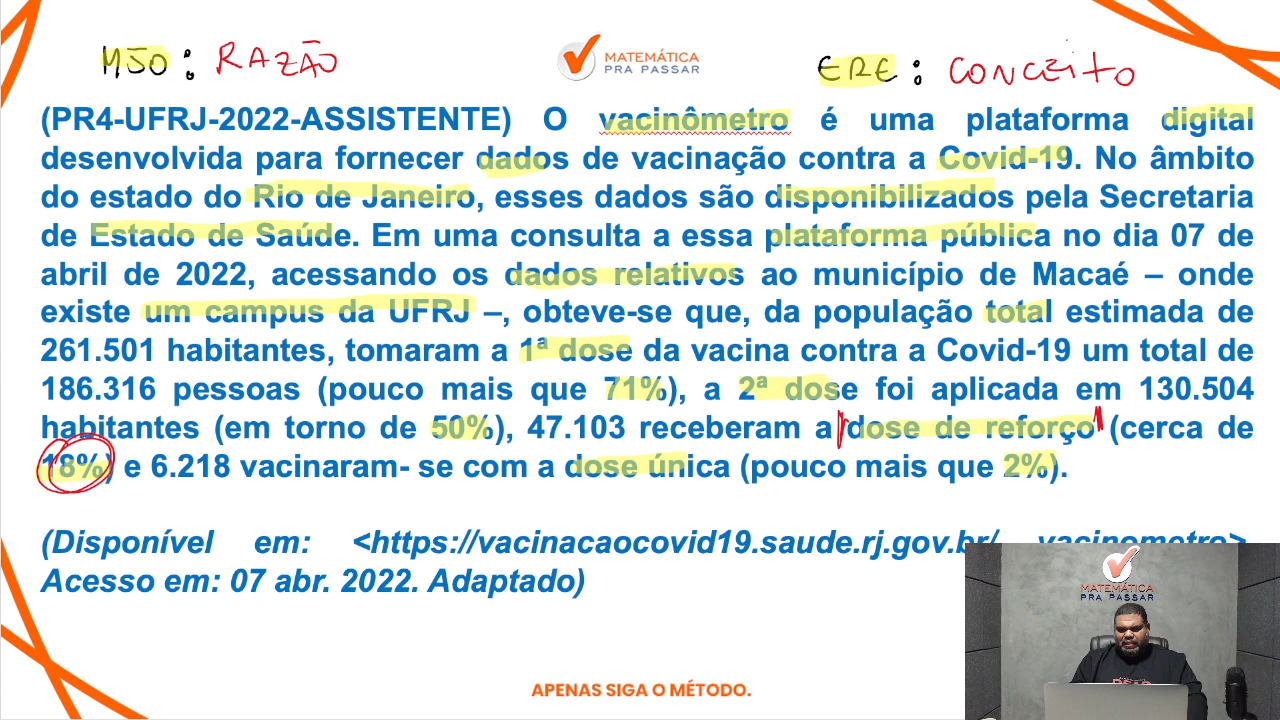 MJO : RAZÃO
MATEMÁTICA
PRA PASSAR
ERE : CONCEITO
(PR4-UFRJ-2022-ASSISTENTE) O vacinômetro é uma plataforma digital
desenvolvida para fornecer dados de vacinação contra a Covid-19. No âmbito
do estado do Rio de Janeiro, esses dados são disponibilizados pela Secretaria
de Estado de Saúde. Em uma consulta a essa plataforma pública no dia 07 de
abril de 2022, acessando os dados relativos ao município de Macaé – onde
existe um campus da UFRJ –, obteve-se que, da população total estimada de
261.501 habitantes, tomaram a 1ª dose da vacina contra a Covid-19 um total de
186.316 pessoas (pouco mais que 71%), a 2ª dose foi aplicada em 130.504
habitantes (em torno de 50%), 47.103 receberam a dose de reforço (cerca de
18%) e 6.218 vacinaram- se com a dose única (pouco mais que 2%).
(Disponível em: <https://vacinacaocovid19.saude.rj.gov.br/ vacinometro>.
Acesso em: 07 abr. 2022. Adaptado)
MATEMÁTICA
PRA PASSAR
APENAS SIGA O MÉTODO.